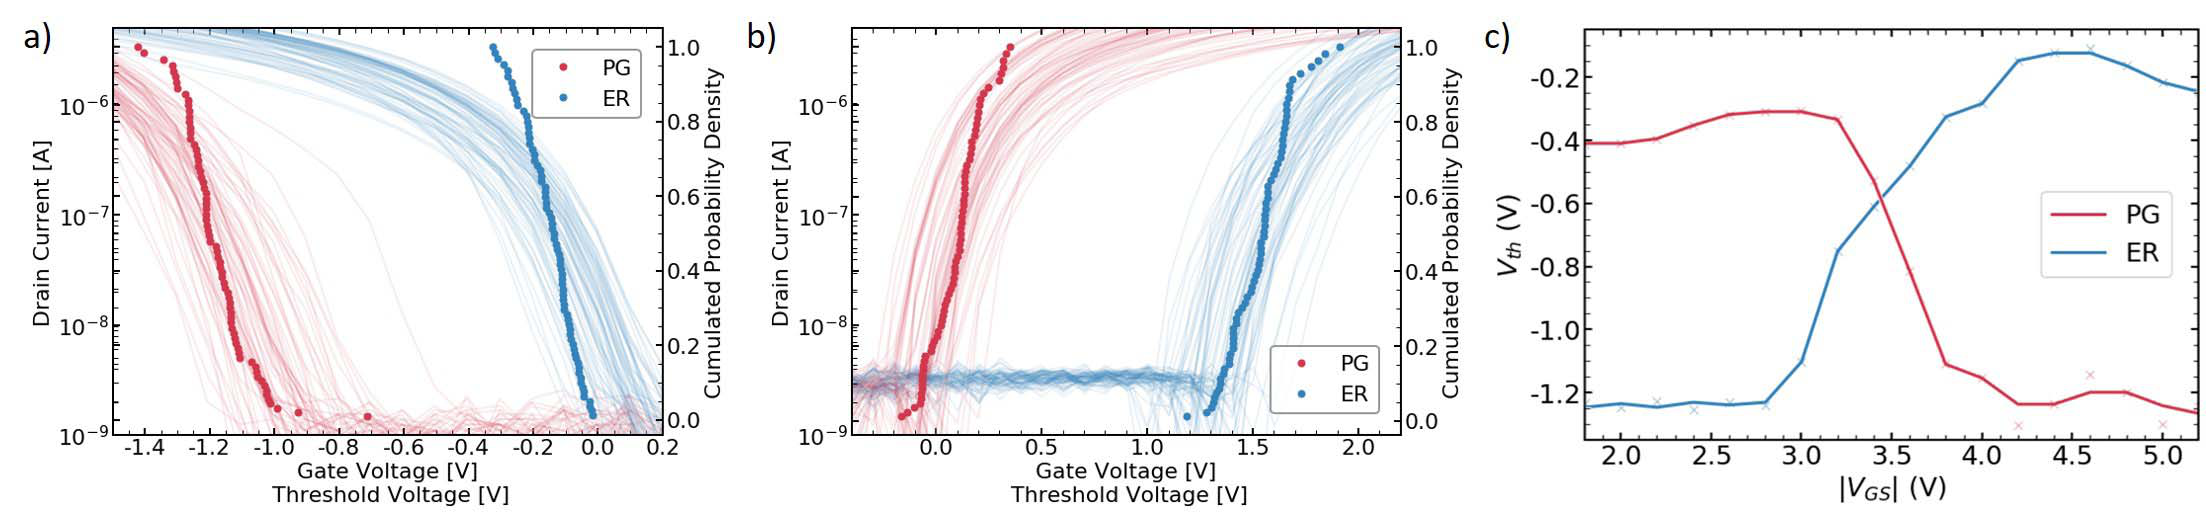 a)
PG
ER
10⁻⁶
10⁻⁷
10⁻⁸
10⁻⁹
Drain Current [A]
1.0
0.8
0.6
0.4
0.2
0.0
Cumulated Probability Density
-1.4 -1.2 -1.0 -0.8 -0.6 -0.4 -0.2 0.0 0.2
Gate Voltage [V]
Threshold Voltage [V]
b)
10⁻⁶
10⁻⁷
10⁻⁸
10⁻⁹
Drain Current [A]
PG
ER
1.0
0.8
0.6
0.4
0.2
0.0
Cumulated Probability Density
0.0 0.5 1.0 1.5 2.0
Gate Voltage [V]
Threshold Voltage [V]
c)
-0.2
-0.4
-0.6
-0.8
-1.0
-1.2
V_th (V)
PG
ER
2.0 2.5 3.0 3.5 4.0 4.5 5.0
|V_GS| (V)